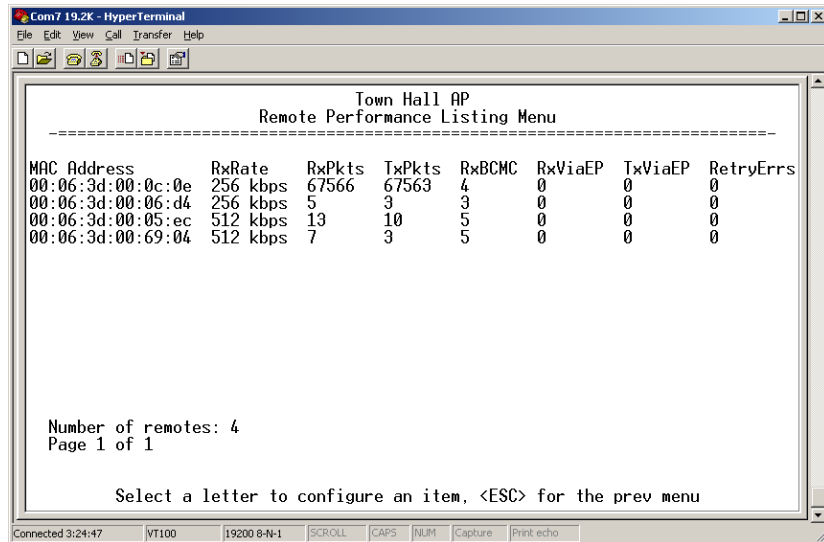 Com7 19.2K - HyperTerminal
File Edit View Call Transfer Help
Town Hall AP
Remote Performance Listing Menu
-==========================================================================-
MAC Address RxRate RxPkts TxPkts RxBCMC RxViaEP TxViaEP RetryErrs
00:06:3d:00:0c:0e 256 kbps 67566 67563 4 0 0 0
00:06:3d:00:06:d4 256 kbps 5 3 3 0 0 0
00:06:3d:00:05:ec 512 kbps 13 10 5 0 0 0
00:06:3d:00:69:04 512 kbps 7 3 5 0 0 0
Number of remotes: 4
Page 1 of 1
Select a letter to configure an item, <ESC> for the prev menu
Connected 3:24:47 VT100 19200 8-N-1 SCROLL CAPS NUM Capture Print echo